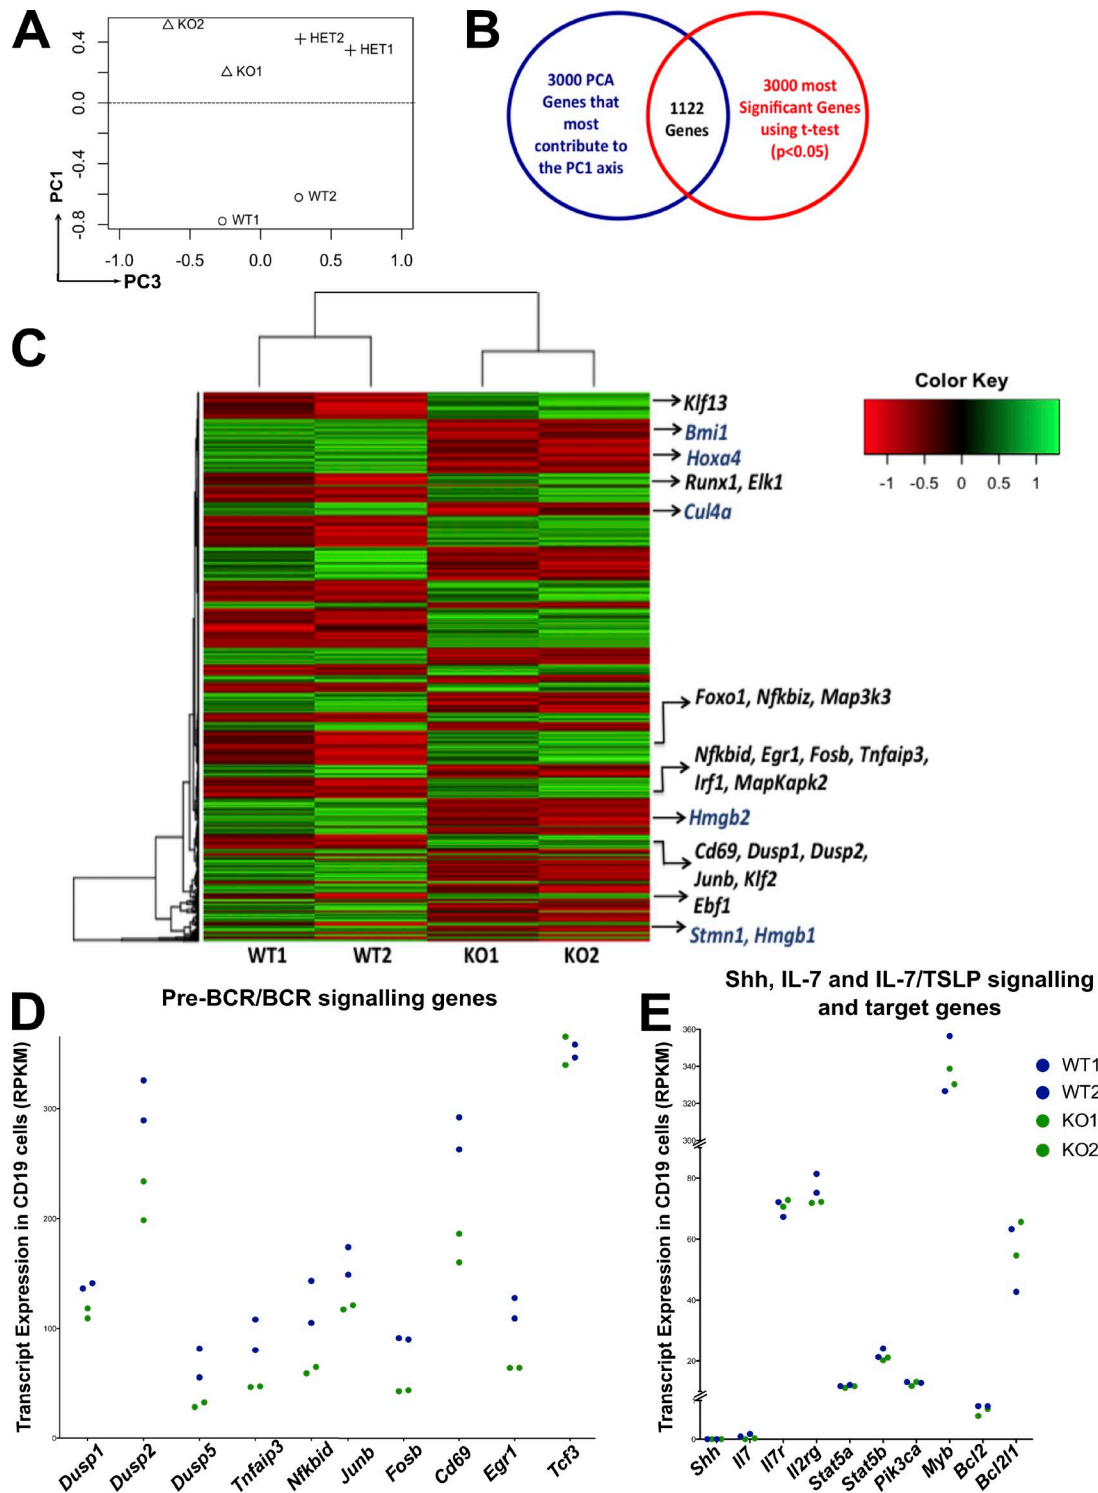 A
KO2
HET2
HET1
KO1
WT2
WT1
PC1
0.4
0.0
-0.4
-0.8
-1.0 -0.5 0.0 0.5 1.0
PC3
B
3000 PCA
Genes that
most
contribute to
the PC1 axis
1122
Genes
3000 most
Significant Genes
using t-test
(p<0.05)
C
Klf13
Bmi1
Hoxa4
Runx1, Elk1
Cul4a
Foxo1, Nfkbiz, Map3k3
Nfkbid, Egr1, Fosb, Tnfaip3,
Irf1, MapKapk2
Hmgb2
Cd69, Dusp1, Dusp2,
Junb, Klf2
Ebf1
Stmn1, Hmgb1
WT1 WT2 KO1 KO2
Color Key
-1 -0.5 0 0.5 1
D
Pre-BCR/BCR signalling genes
Transcript Expression in CD19 cells (RPKM)
300
200
100
0
Dusp1 Dusp2 Dusp5 Tnfaip3 Nfkbid Junb Fosb Cd69 Egr1 Tcf3
E
Shh, IL-7 and IL-7/TSLP signalling
and target genes
Transcript Expression in CD19 cells (RPKM)
360
340
320
300
80
60
40
20
0
Shh Il7 Il7r Il2rg Stat5a Stat5b Pik3ca Myb Bcl2 Bcl2l1
WT1
WT2
KO1
KO2